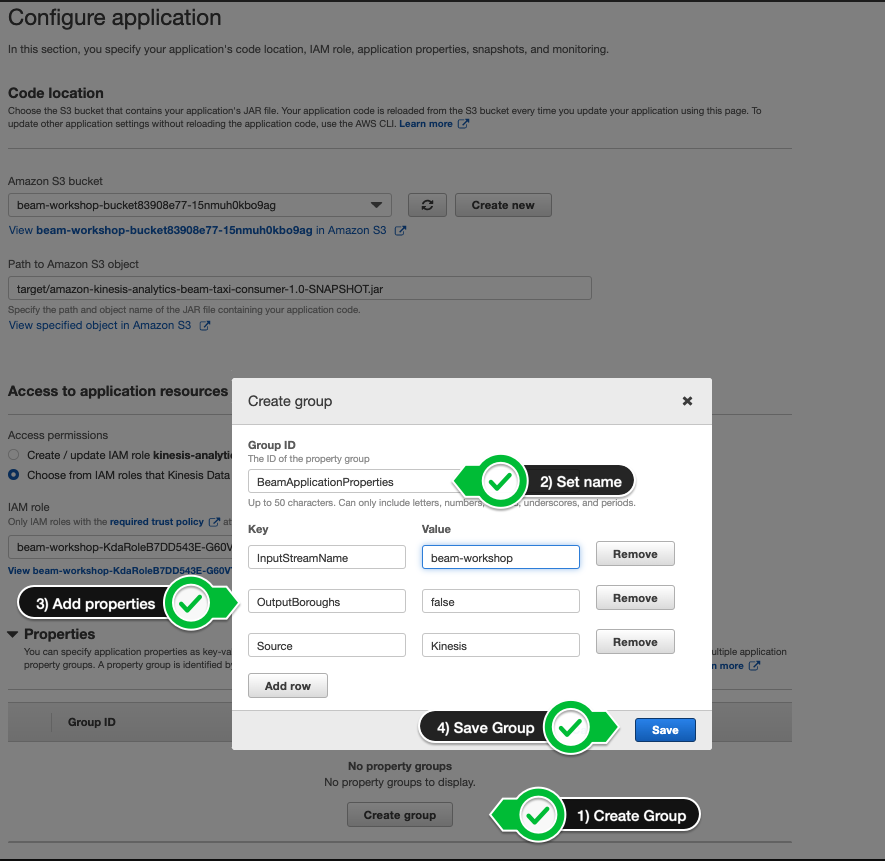 Configure application
In this section, you specify your application's code location, IAM role, application properties, snapshots, and monitoring.
Code location
Choose the S3 bucket that contains your application's JAR file. Your application code is reloaded from the S3 bucket every time you update your application using this page. To
update other application settings without reloading the application code, use the AWS CLI. Learn more
Amazon S3 bucket
beam-workshop-bucket83908e77-15nmuh0kbo9ag
Create new
View beam-workshop-bucket83908e77-15nmuh0kbo9ag in Amazon S3
Path to Amazon S3 object
target/amazon-kinesis-analytics-beam-taxi-consumer-1.0-SNAPSHOT.jar
Specify the path and object name of the JAR file containing your application code.
View specified object in Amazon S3
Access to application resources
Access permissions
Create / update IAM role kinesis-analyti
Choose from IAM roles that Kinesis Data
IAM role
Only IAM roles with the required trust policy at
beam-workshop-KdaRoleB7DD543E-G60V
View beam-workshop-KdaRoleB7DD543E-G60V
3) Add properties
Properties
You can specify application properties as key-va
ultiple application
property groups. A property group is identified b
n more
Group ID
No property groups
No property groups to display.
Create group
1) Create Group
Create group
Group ID
The ID of the property group
BeamApplicationProperties
2) Set name
Up to 50 characters. Can only include letters, numbers, underscores, and periods.
Key Value
InputStreamName beam-workshop Remove
OutputBoroughs false Remove
Source Kinesis Remove
Add row
4) Save Group
Save